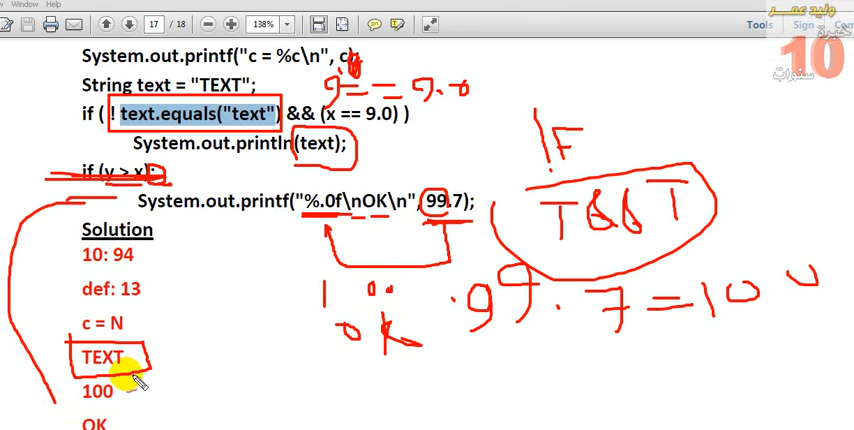 Window Help
17 / 18 138% Tools Sign Com
وليد عمر
خبرة
10
سنوات
System.out.printf("c = %c\n", c);
9.0 == 9.0
String text = "TEXT";
if ( ! text.equals("text") && (x == 9.0) )
!F
System.out.println(text);
if (y > x);
T && T
System.out.printf("%.0f\nOK\n", 99.7);
Solution
10: 94
def: 13
100
99.7 = 100
c = N
OK
TEXT
100
OK